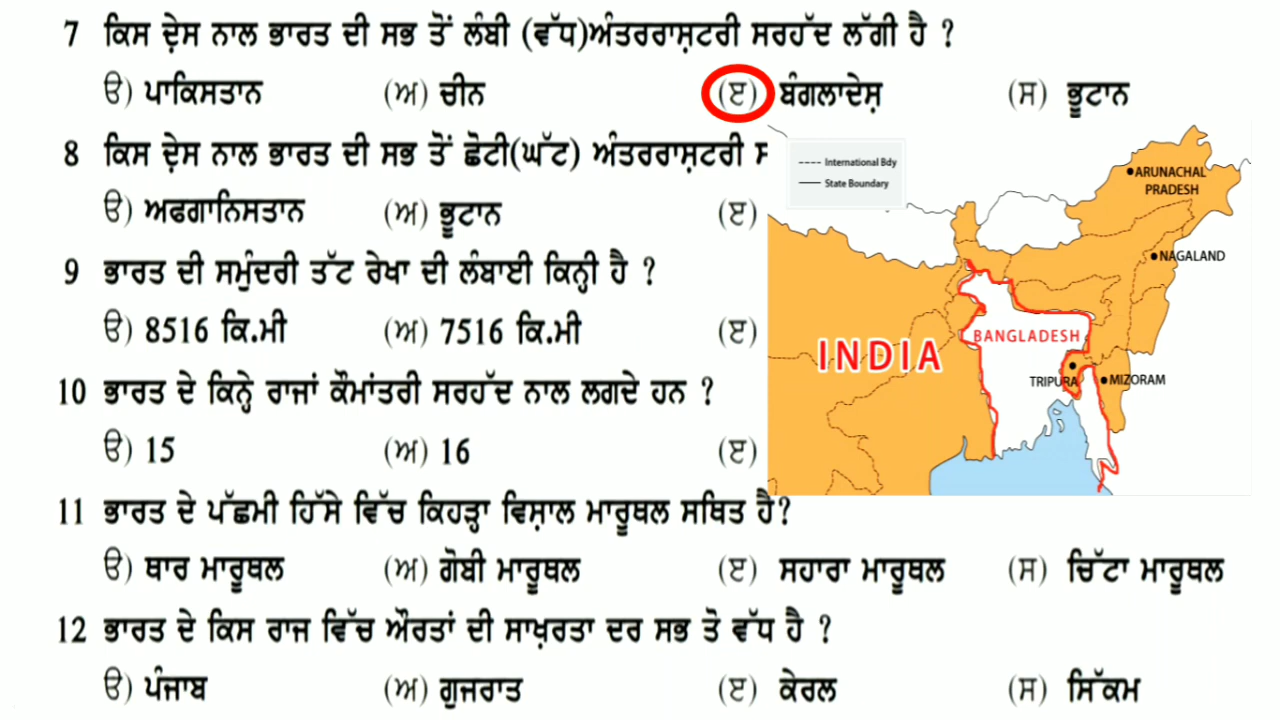 7 ਕਿਸ ਦੇਸ਼ ਨਾਲ ਭਾਰਤ ਦੀ ਸਭ ਤੋਂ ਲੰਬੀ (ਵੱਧ)ਅੰਤਰਰਾਸ਼ਟਰੀ ਸਰਹੱਦ ਲੱਗੀ ਹੈ ?
ੳ) ਪਾਕਿਸਤਾਨ (ਅ) ਚੀਨ (ੲ) ਬੰਗਲਾਦੇਸ਼ (ਸ) ਭੂਟਾਨ
8 ਕਿਸ ਦੇਸ਼ ਨਾਲ ਭਾਰਤ ਦੀ ਸਭ ਤੋਂ ਛੋਟੀ(ਘੱਟ) ਅੰਤਰਰਾਸ਼ਟਰੀ ਸ
ੳ) ਅਫਗਾਨਿਸਤਾਨ (ਅ) ਭੂਟਾਨ (ੲ)
9 ਭਾਰਤ ਦੀ ਸਮੁੰਦਰੀ ਤੱਟ ਰੇਖਾ ਦੀ ਲੰਬਾਈ ਕਿਨ੍ਹੀ ਹੈ ?
ੳ) 8516 ਕਿ.ਮੀ (ਅ) 7516 ਕਿ.ਮੀ (ੲ)
10 ਭਾਰਤ ਦੇ ਕਿਨ੍ਹੇ ਰਾਜਾਂ ਕੌਮਾਂਤਰੀ ਸਰਹੱਦ ਨਾਲ ਲਗਦੇ ਹਨ ?
ੳ) 15 (ਅ) 16 (ੲ)
11 ਭਾਰਤ ਦੇ ਪੱਛਮੀ ਹਿੱਸੇ ਵਿੱਚ ਕਿਹੜਾ ਵਿਸ਼ਾਲ ਮਾਰੂਥਲ ਸਥਿਤ ਹੈ?
ੳ) ਥਾਰ ਮਾਰੂਥਲ (ਅ) ਗੋਬੀ ਮਾਰੂਥਲ (ੲ) ਸਹਾਰਾ ਮਾਰੂਥਲ (ਸ) ਚਿੱਟਾ ਮਾਰੂਥਲ
12 ਭਾਰਤ ਦੇ ਕਿਸ ਰਾਜ ਵਿੱਚ ਔਰਤਾਂ ਦੀ ਸਾਖ਼ਰਤਾ ਦਰ ਸਭ ਤੋ ਵੱਧ ਹੈ ?
ੳ) ਪੰਜਾਬ (ਅ) ਗੁਜਰਾਤ (ੲ) ਕੇਰਲ (ਸ) ਸਿੱਕਮ
International Bdy
State Boundary
ARUNACHAL
PRADESH
NAGALAND
INDIA
BANGLADESH
TRIPURA
MIZORAM